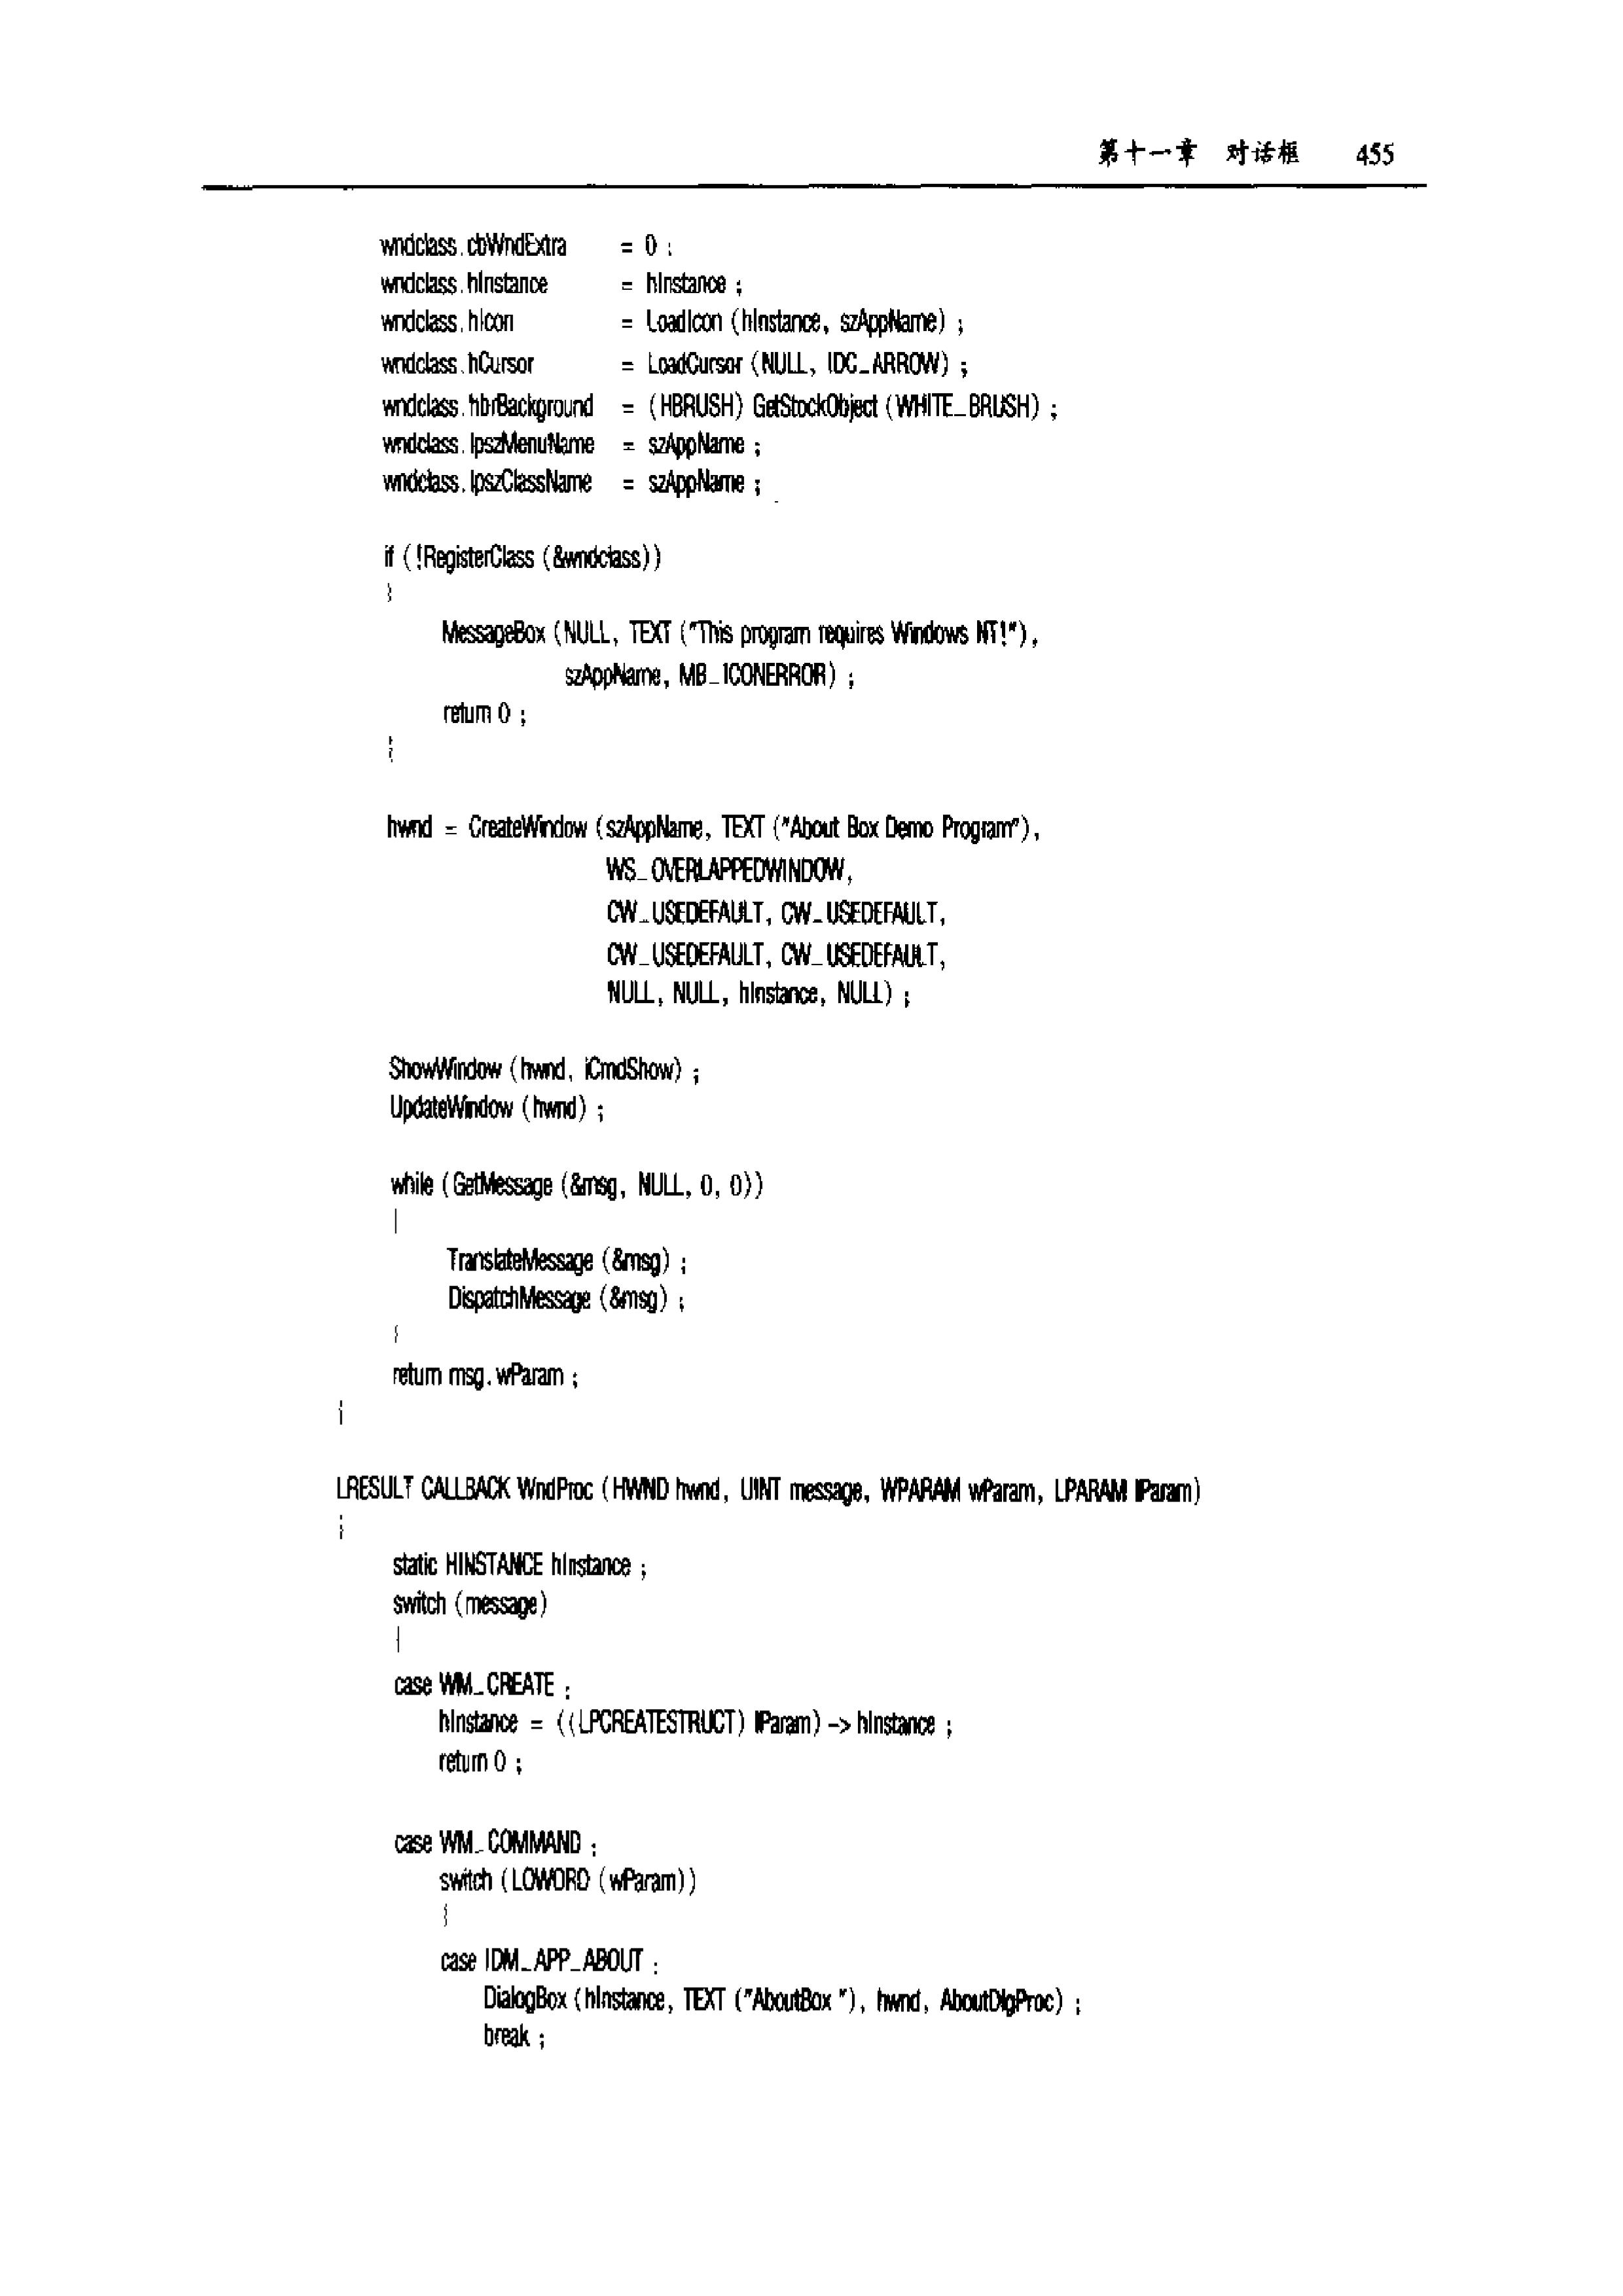 第十一章 对话框 455
wndclass.cbWndExtra = 0 ;
wndclass.hInstance = hInstance ;
wndclass.hIcon = LoadIcon (hInstance, szAppName) ;
wndclass.hCursor = LoadCursor (NULL, IDC_ARROW) ;
wndclass.hbrBackground = (HBRUSH) GetStockObject (WHITE_BRUSH) ;
wndclass.lpszMenuName = szAppName ;
wndclass.lpszClassName = szAppName ;
if (!RegisterClass (&wndclass))
{
MessageBox (NULL, TEXT ("This program requires Windows NT!"),
szAppName, MB_ICONERROR) ;
return 0 ;
}
hwnd = CreateWindow (szAppName, TEXT ("About Box Demo Program"),
WS_OVERLAPPEDWINDOW,
CW_USEDEFAULT, CW_USEDEFAULT,
CW_USEDEFAULT, CW_USEDEFAULT,
NULL, NULL, hInstance, NULL) ;
ShowWindow (hwnd, iCmdShow) ;
UpdateWindow (hwnd) ;
while (GetMessage (&msg, NULL, 0, 0))
{
TranslateMessage (&msg) ;
DispatchMessage (&msg) ;
}
return msg.wParam ;
}
LRESULT CALLBACK WndProc (HWND hwnd, UINT message, WPARAM wParam, LPARAM lParam)
{
static HINSTANCE hInstance ;
switch (message)
{
case WM_CREATE :
hInstance = ((LPCREATESTRUCT) lParam) -> hInstance ;
return 0 ;
case WM_COMMAND :
switch (LOWORD (wParam))
{
case IDM_APP_ABOUT :
DialogBox (hInstance, TEXT ("AboutBox "), hwnd, AboutDlgProc) ;
break ;